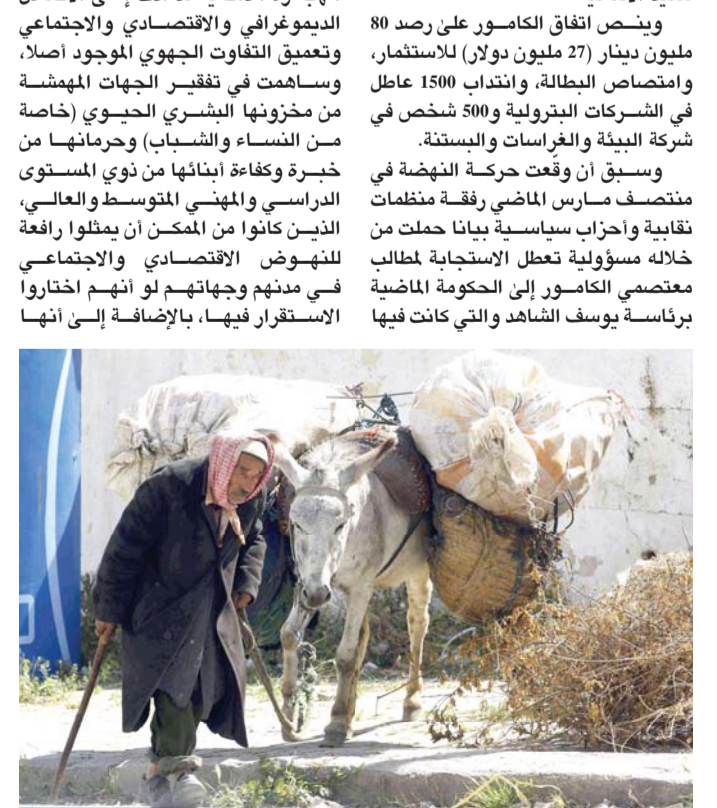 وينص اتفاق الكامور على رصد 80
مليون دينار (27 مليون دولار) للاستثمار،
وامتصاص البطالة، وانتداب 1500 عاطل
في الشركات البترولية و500 شخص في
شركة البيئة والغراسات والبستنة.
وسبق أن وقّعت حركة النهضة في
منتصف مارس الماضي رفقة منظمات
نقابية وأحزاب سياسية بيانا حملت من
خلاله مسؤولية تعطل الاستجابة لمطالب
معتصمي الكامور إلى الحكومة الماضية
برئاسة يوسف الشاهد والتي كانت فيها
الديموغرافي والاقتصادي والاجتماعي
وتعميق التفاوت الجهوي الموجود أصلا،
وساهمت في تفقير الجهات المهمشة
من مخزونها البشري الحيوي (خاصة
من النساء والشباب) وحرمانها من
خبرة وكفاءة أبنائها من ذوي المستوى
الدراسي والمهني المتوسط والعالي،
الذين كانوا من الممكن أن يمثلوا رافعة
للنهوض الاقتصادي والاجتماعي
في مدنهم وجهاتهم لو أنهم اختاروا
الاستقرار فيها، بالإضافة إلى أنها